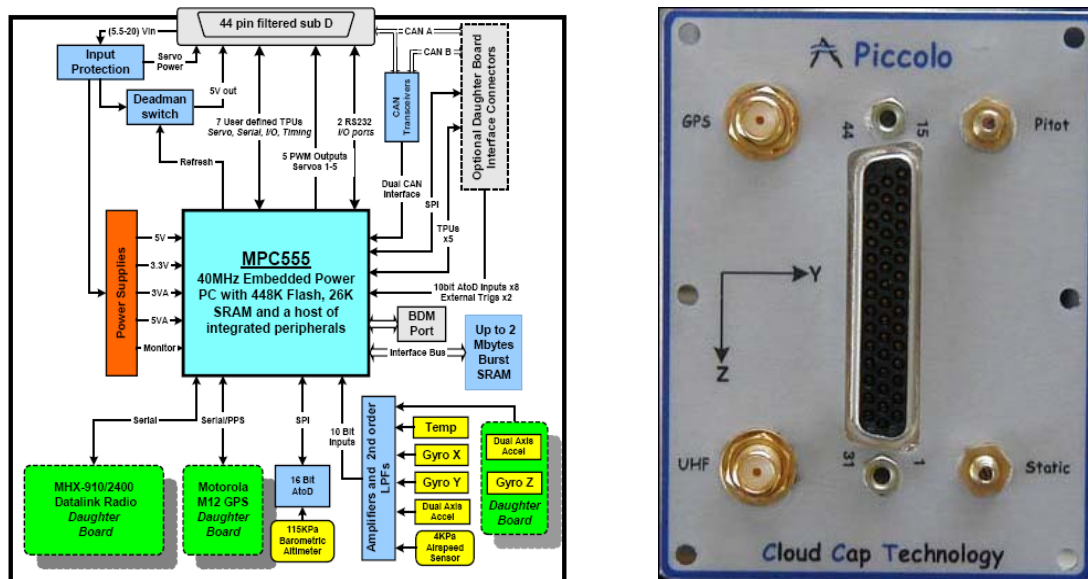 44 pin filtered sub D
(5.5-20) Vin
CAN A
CAN B
Input
Protection
Servo
Power
Deadman
switch
5V out
7 User defined TPUs
Servo, Serial, I/O, Timing
2 RS232
I/O ports
CAN
Transceivers
Optional Daughter Board
Interface Connectors
Refresh
5 PWM Outputs
Servos 1-5
Dual CAN
Interface
SPI
TPUs
x5
Power Supplies
5V
3.3V
3VA
5VA
Monitor
MPC555
40MHz Embedded Power
PC with 448K Flash, 26K
SRAM and a host of
integrated peripherals
10bit AtoD Inputs x8
External Trigs x2
BDM
Port
Interface Bus
Up to 2
Mbytes
Burst
SRAM
Serial
Serial/PPS
SPI
10 Bit
Inputs
MHX-910/2400
Datalink Radio
Daughter
Board
Motorola
M12 GPS
Daughter
Board
16 Bit
AtoD
115KPa
Barometric
Altimeter
Amplifiers and 2nd order
LPFs
Temp
Gyro X
Gyro Y
Dual Axis
Accel
4KPa
Airspeed
Sensor
Dual Axis
Accel
Gyro Z
Daughter
Board
Piccolo
GPS
44
15
Pitot
Y
Z
UHF
31
1
Static
Cloud Cap Technology